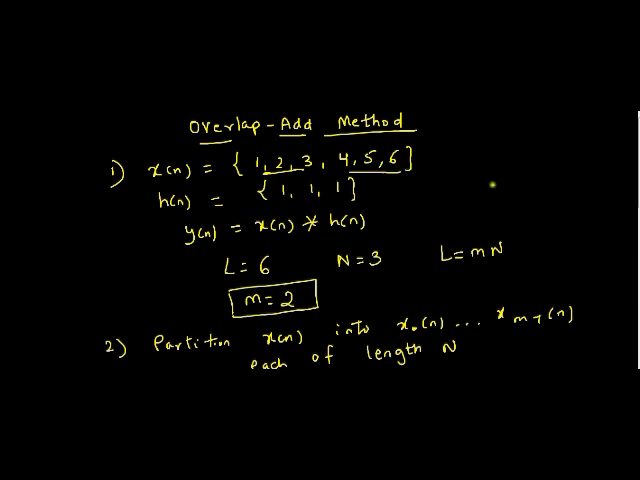 Overlap-Add Method
1) x(n) = { 1, 2, 3, 4, 5, 6}
h(n) = { 1, 1, 1}
y(n) = x(n) * h(n)
L = 6 N = 3 L = mN
m = 2
2) Partition x(n) into x₀(n) ... xₘ₋₁(n)
each of length N